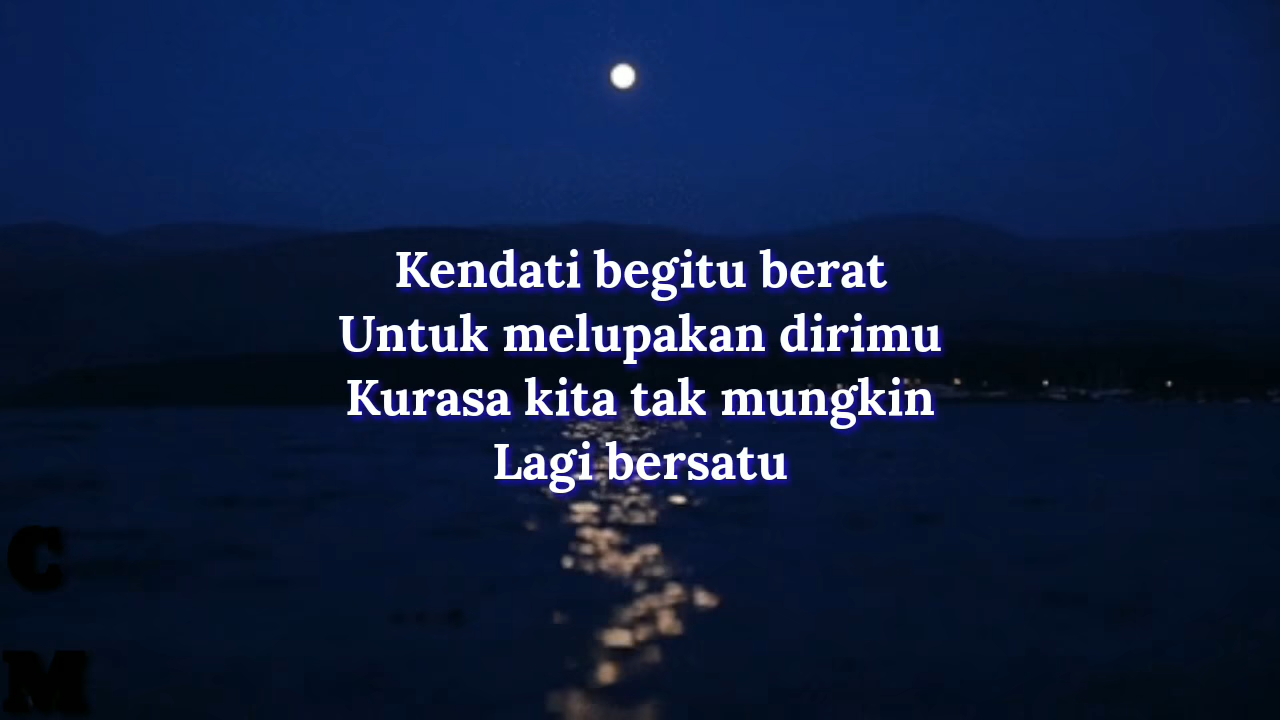 Kendati begitu berat
Untuk melupakan dirimu
Kurasa kita tak mungkin
Lagi bersatu
C
M